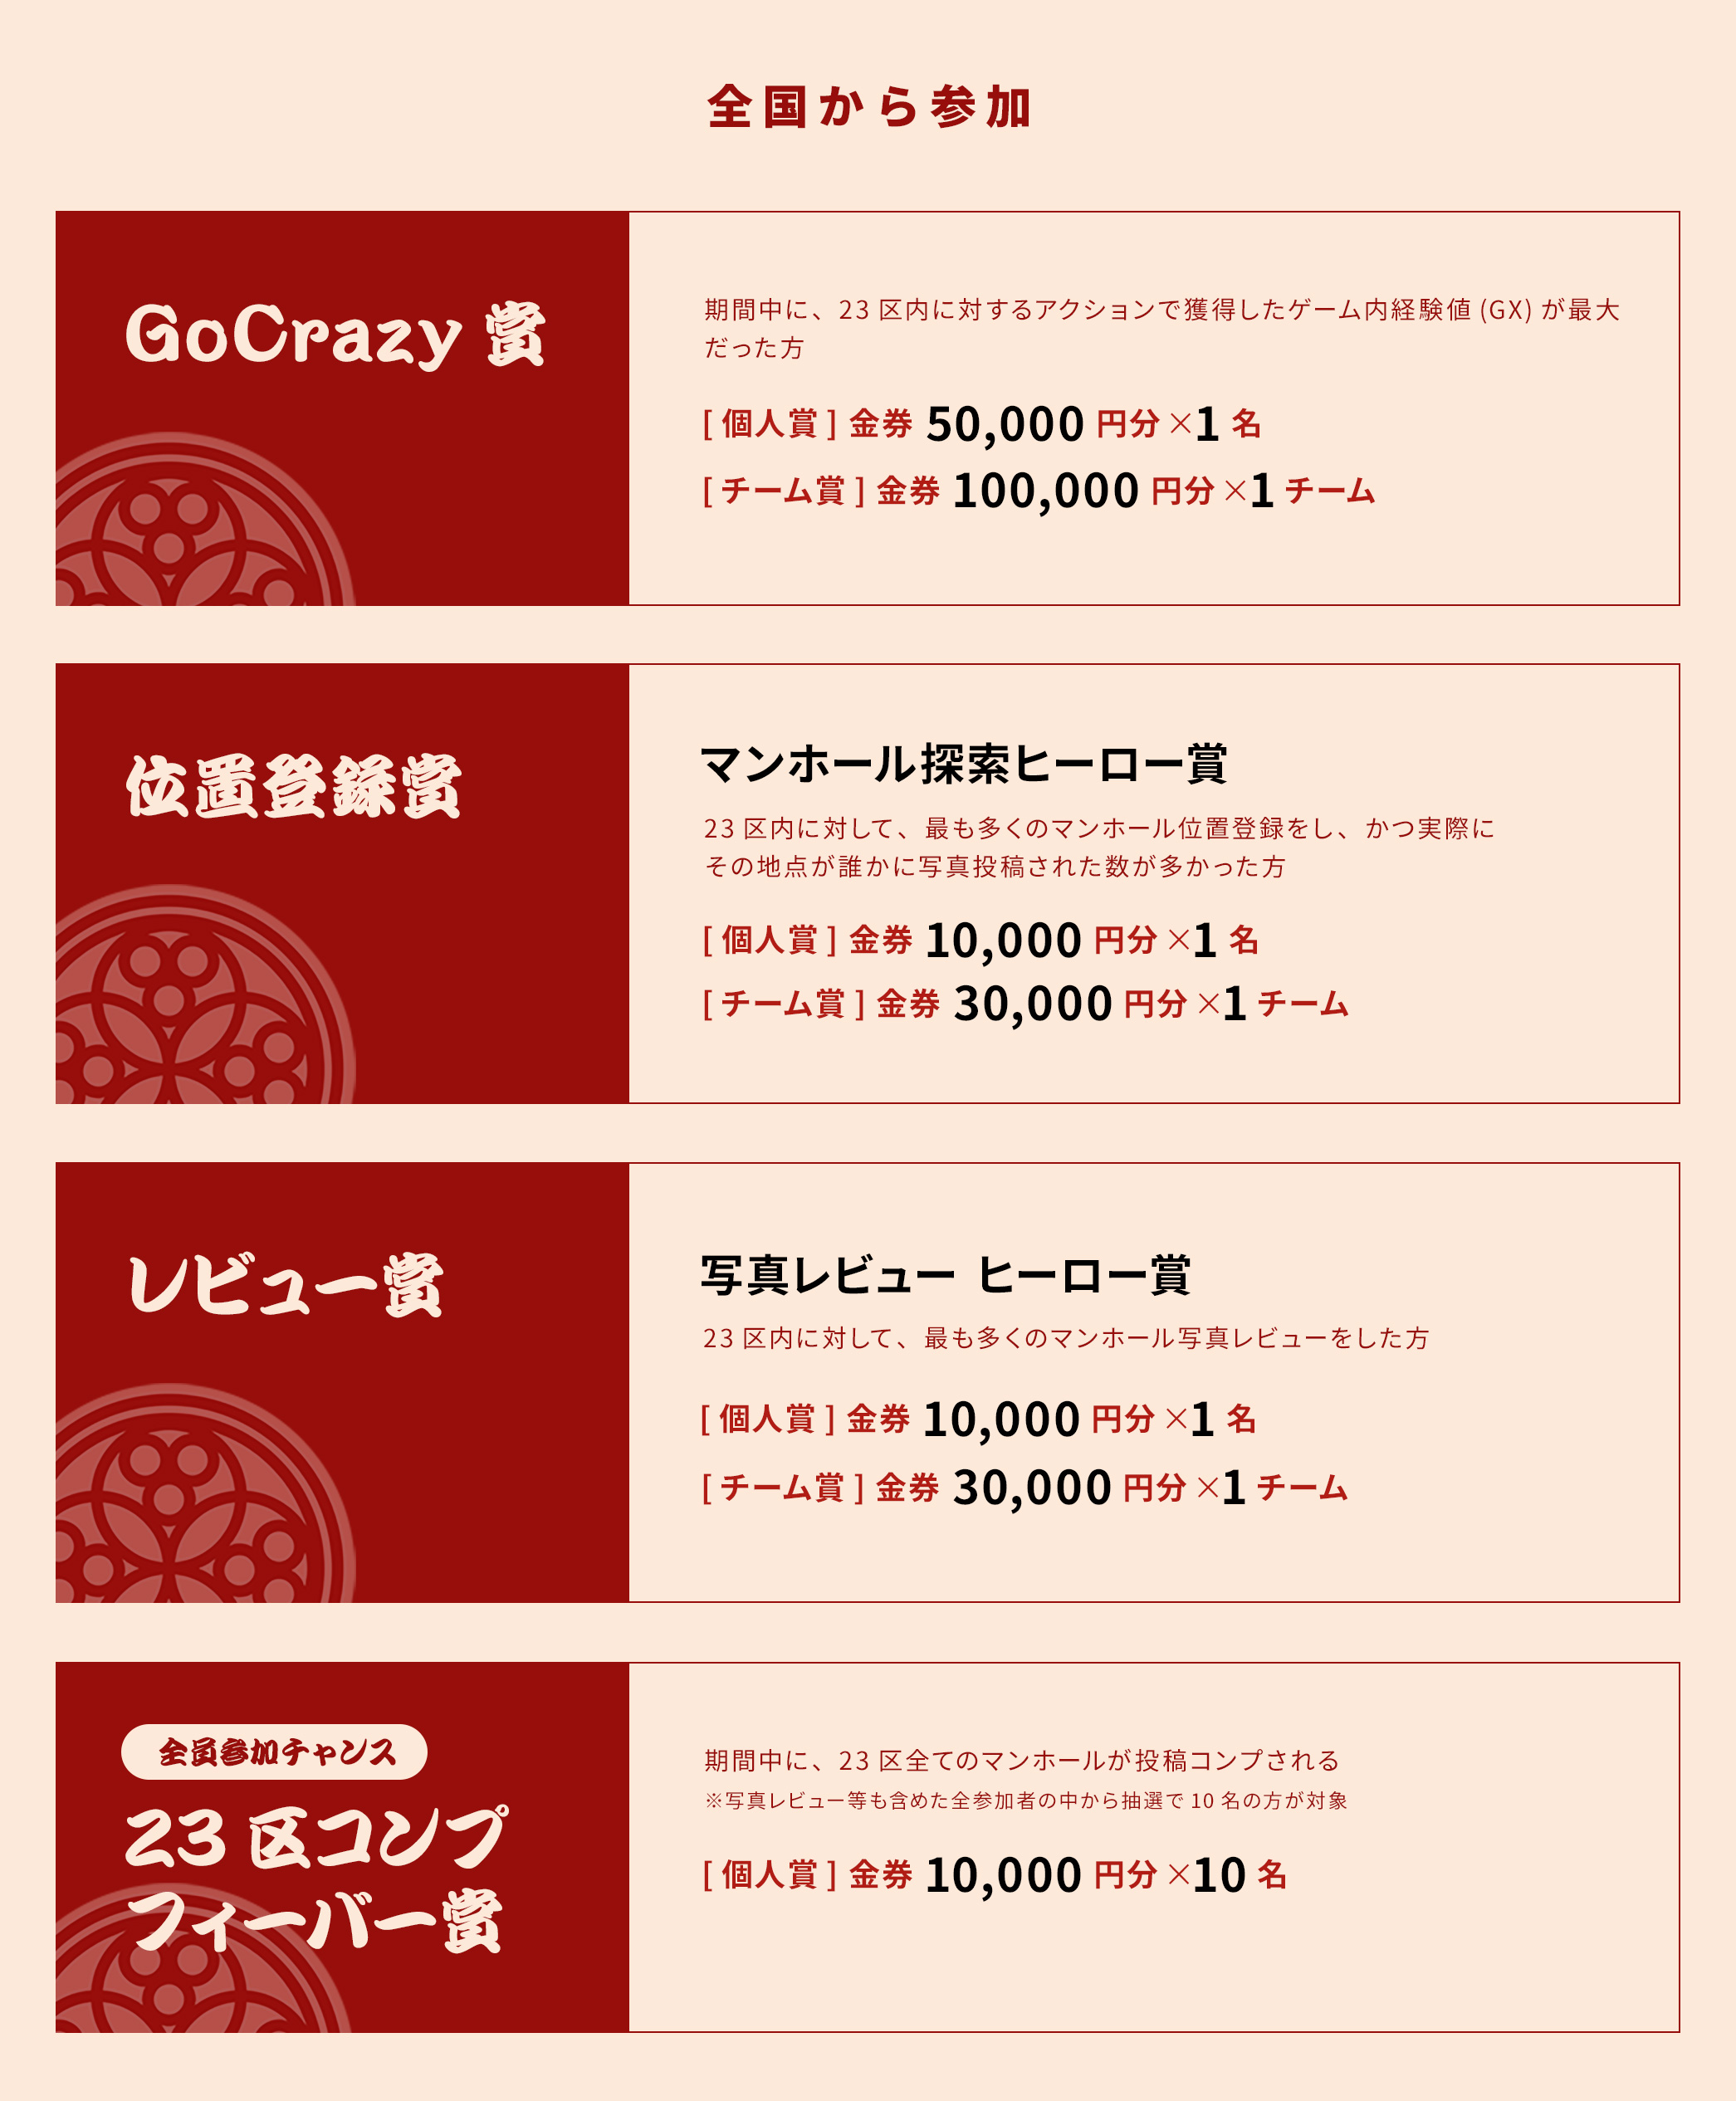 全国から参加
GoCrazy 賞
期間中に、23 区内に対するアクションで獲得したゲーム内経験値 (GX) が最大
だった方
[ 個人賞 ] 金券 50,000 円分 ×1 名
[ チーム賞 ] 金券 100,000 円分 ×1 チーム
位置登録賞
マンホール探索ヒーロー賞
23 区内に対して、最も多くのマンホール位置登録をし、かつ実際に
その地点が誰かに写真投稿された数が多かった方
[ 個人賞 ] 金券 10,000 円分 ×1 名
[ チーム賞 ] 金券 30,000 円分 ×1 チーム
レビュー賞
写真レビュー ヒーロー賞
23 区内に対して、最も多くのマンホール写真レビューをした方
[ 個人賞 ] 金券 10,000 円分 ×1 名
[ チーム賞 ] 金券 30,000 円分 ×1 チーム
全員参加チャンス
23 区コンプ
フィーバー賞
期間中に、23 区全てのマンホールが投稿コンプされる
※写真レビュー等も含めた全参加者の中から抽選で 10 名の方が対象
[ 個人賞 ] 金券 10,000 円分 ×10 名